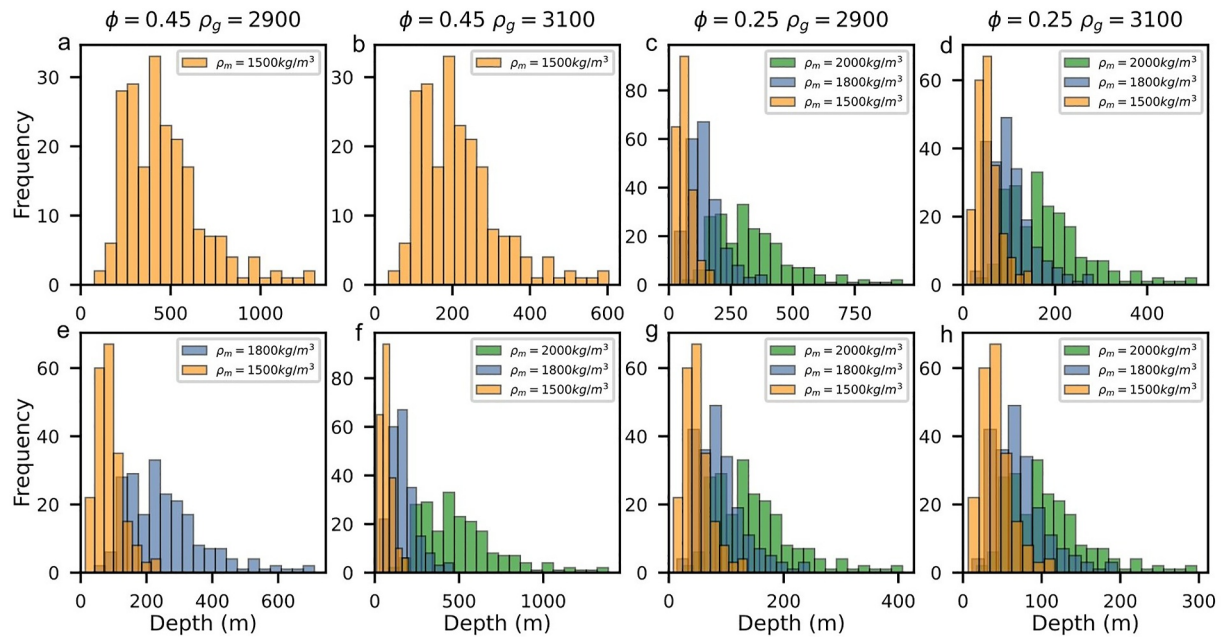 ϕ = 0.45 ρg = 2900
ϕ = 0.45 ρg = 3100
ϕ = 0.25 ρg = 2900
ϕ = 0.25 ρg = 3100
a
ρm = 1500kg/m³
Frequency
30
20
10
0
0 500 1000
b
ρm = 1500kg/m³
30
20
10
0
0 200 400 600
c
ρm = 2000kg/m³
ρm = 1800kg/m³
ρm = 1500kg/m³
80
60
40
20
0
0 250 500 750
d
ρm = 2000kg/m³
ρm = 1800kg/m³
ρm = 1500kg/m³
60
40
20
0
0 200 400
e
ρm = 1800kg/m³
ρm = 1500kg/m³
Frequency
60
40
20
0
0 200 400 600
Depth (m)
f
ρm = 2000kg/m³
ρm = 1800kg/m³
ρm = 1500kg/m³
80
60
40
20
0
0 500 1000
Depth (m)
g
ρm = 2000kg/m³
ρm = 1800kg/m³
ρm = 1500kg/m³
60
40
20
0
0 200 400
Depth (m)
h
ρm = 2000kg/m³
ρm = 1800kg/m³
ρm = 1500kg/m³
60
40
20
0
0 100 200 300
Depth (m)